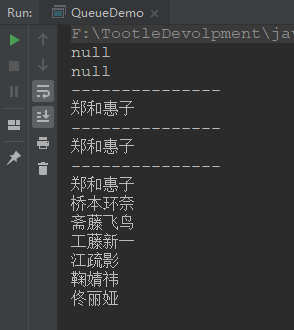 Run: QueueDemo ×
F:\TootleDevolpment\jav
null
null
---------------
郑和惠子
---------------
郑和惠子
---------------
郑和惠子
桥本环奈
斋藤飞鸟
工藤新一
江疏影
鞠婧祎
佟丽娅